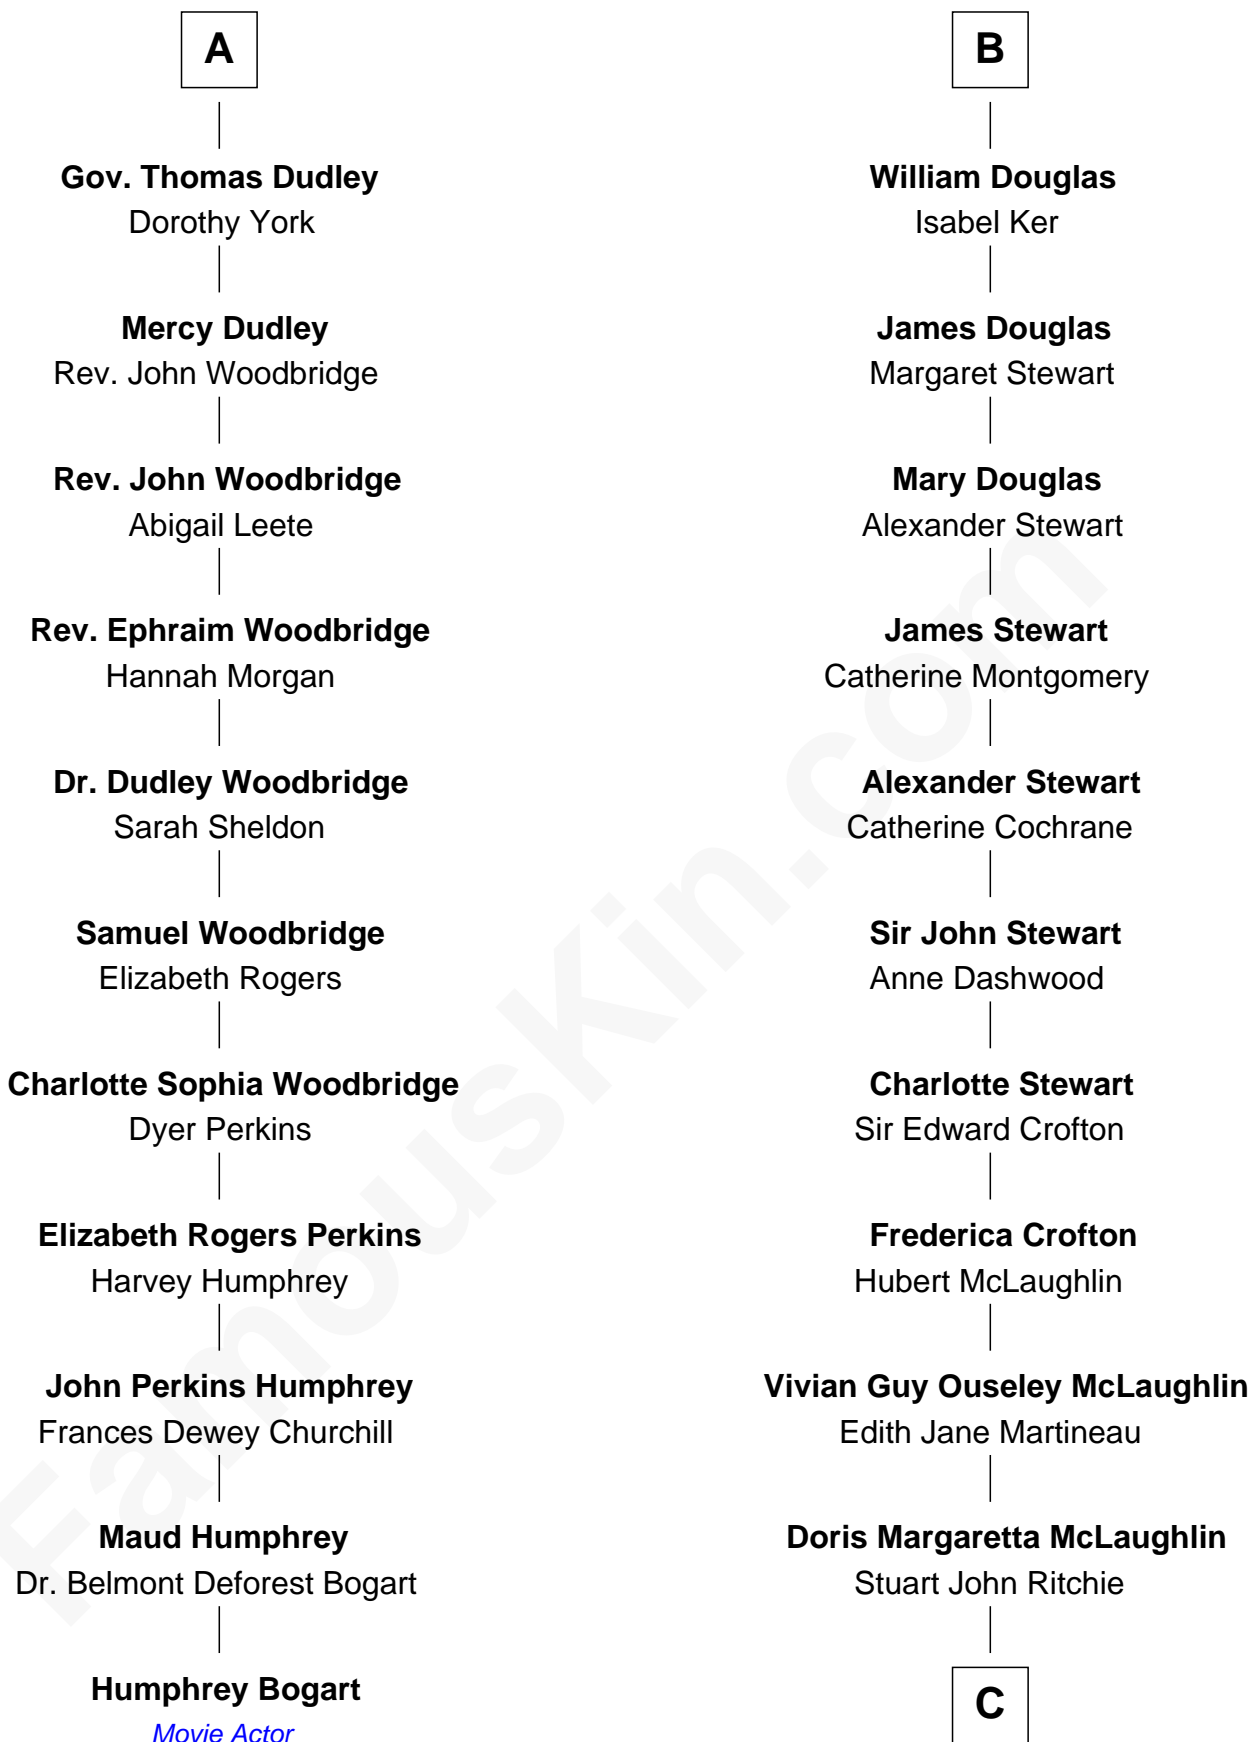 A
Gov. Thomas Dudley
Dorothy York
Mercy Dudley
Rev. John Woodbridge
Rev. John Woodbridge
Abigail Leete
Rev. Ephraim Woodbridge
Hannah Morgan
Dr. Dudley Woodbridge
Sarah Sheldon
Samuel Woodbridge
Elizabeth Rogers
Charlotte Sophia Woodbridge
Dyer Perkins
Elizabeth Rogers Perkins
Harvey Humphrey
John Perkins Humphrey
Frances Dewey Churchill
Maud Humphrey
Dr. Belmont Deforest Bogart
Humphrey Bogart
Movie Actor
B
William Douglas
Isabel Ker
James Douglas
Margaret Stewart
Mary Douglas
Alexander Stewart
James Stewart
Catherine Montgomery
Alexander Stewart
Catherine Cochrane
Sir John Stewart
Anne Dashwood
Charlotte Stewart
Sir Edward Crofton
Frederica Crofton
Hubert McLaughlin
Vivian Guy Ouseley McLaughlin
Edith Jane Martineau
Doris Margaretta McLaughlin
Stuart John Ritchie
C
FamousKin.com